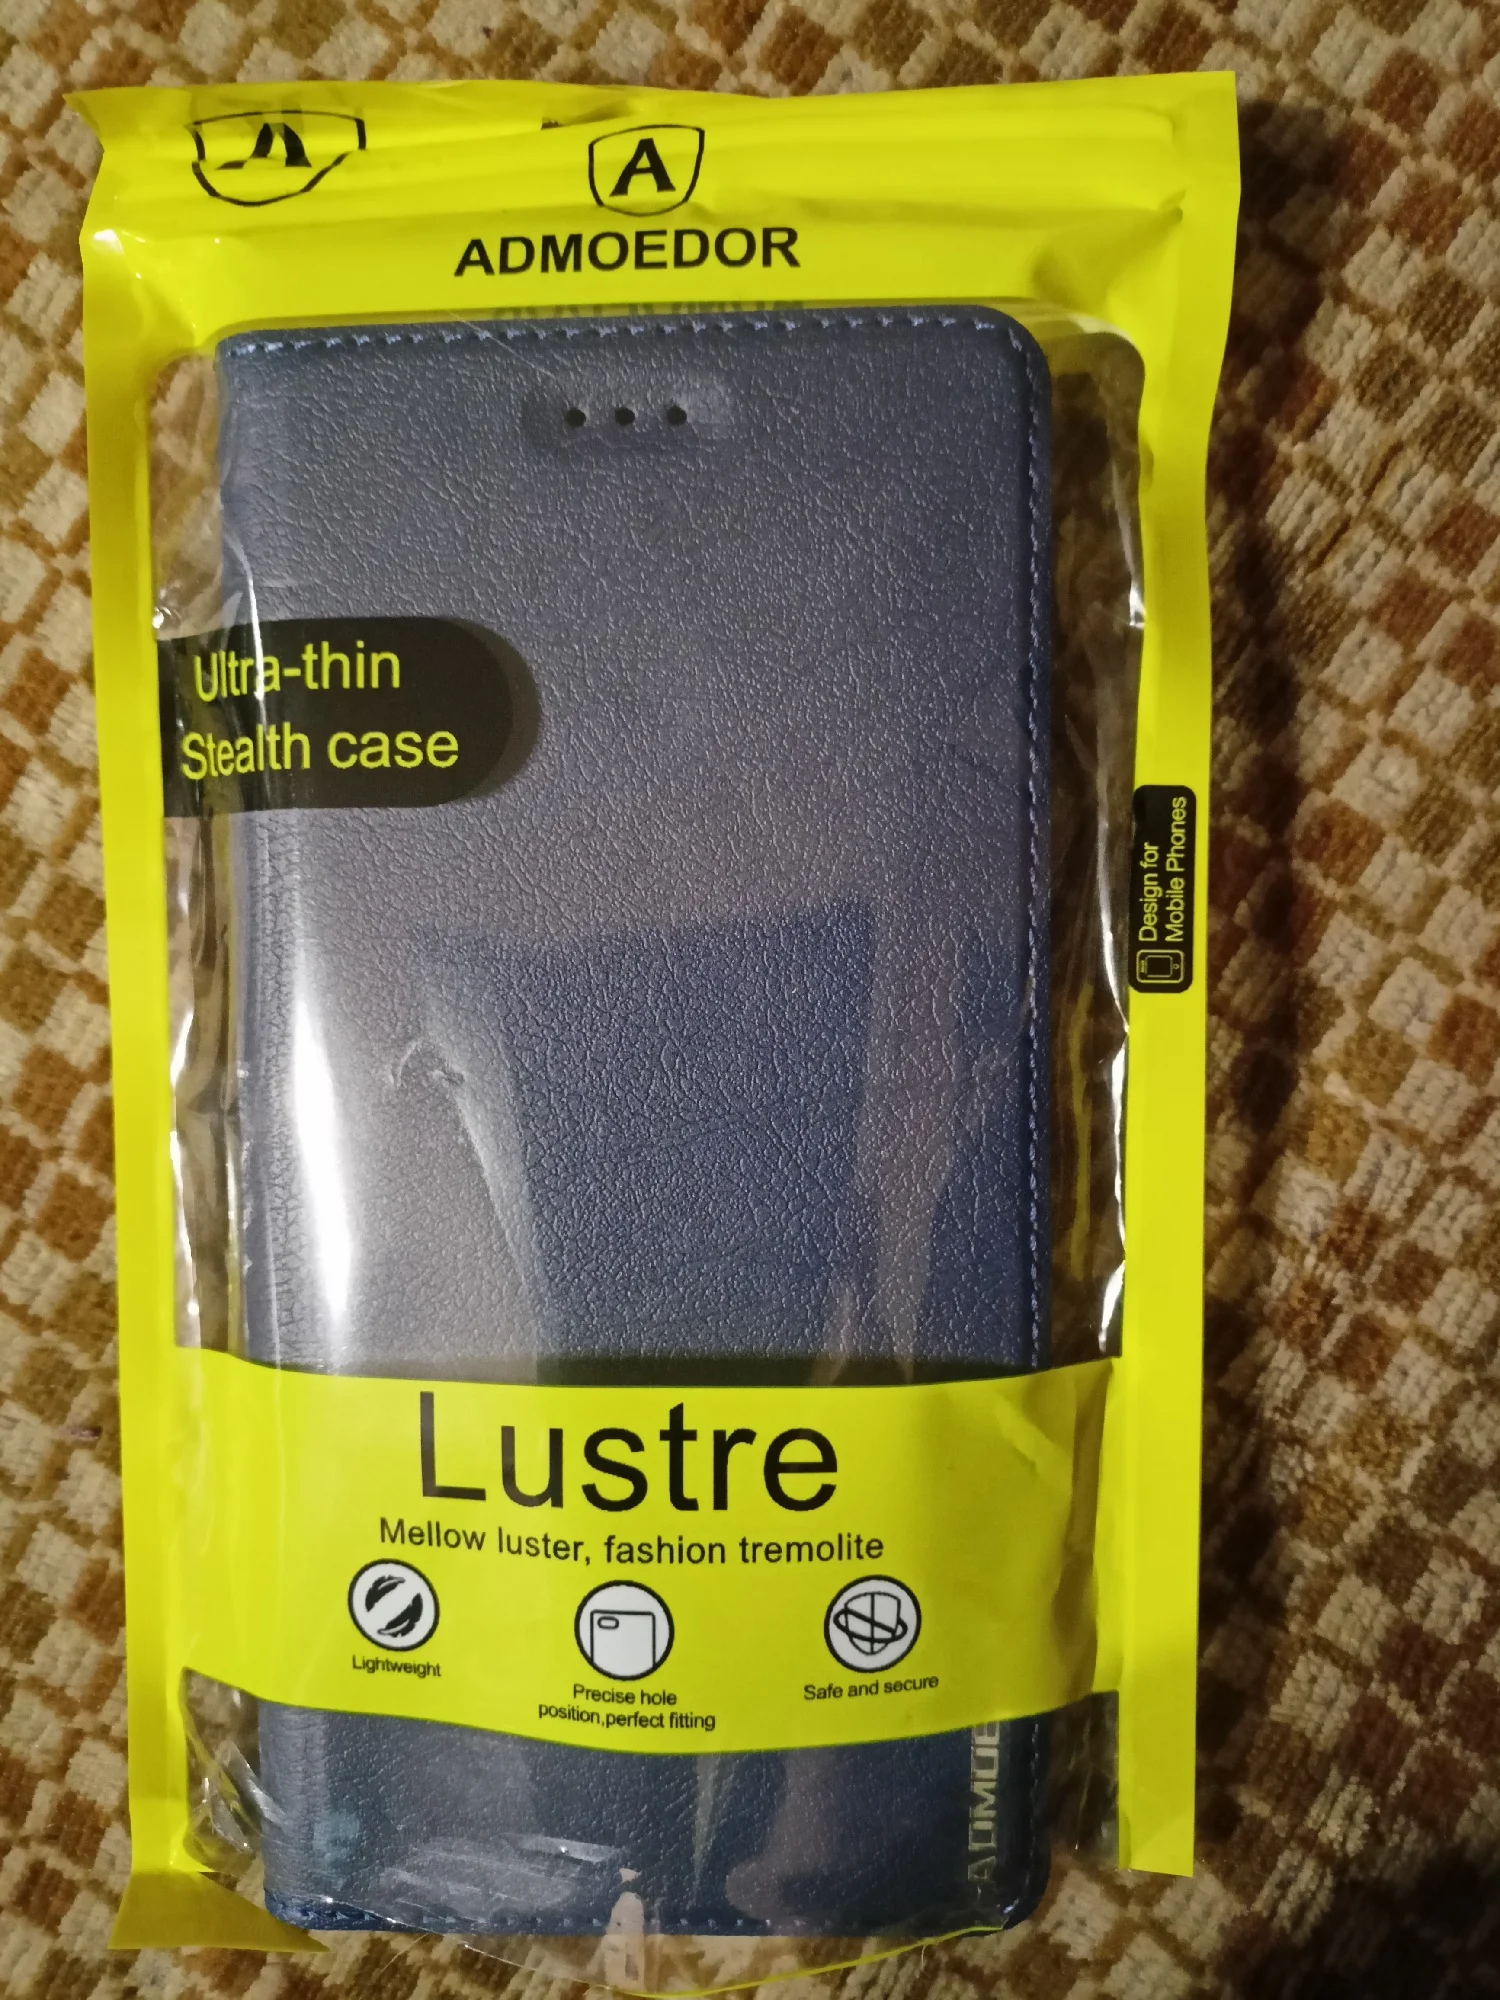 A
ADMOEDOR
Ultra-thin
Stealth case
Design for
Mobile Phones
Lustre
Mellow luster, fashion tremolite
Lightweight
Precise hole
position,perfect fitting
Safe and secure
ADMOE